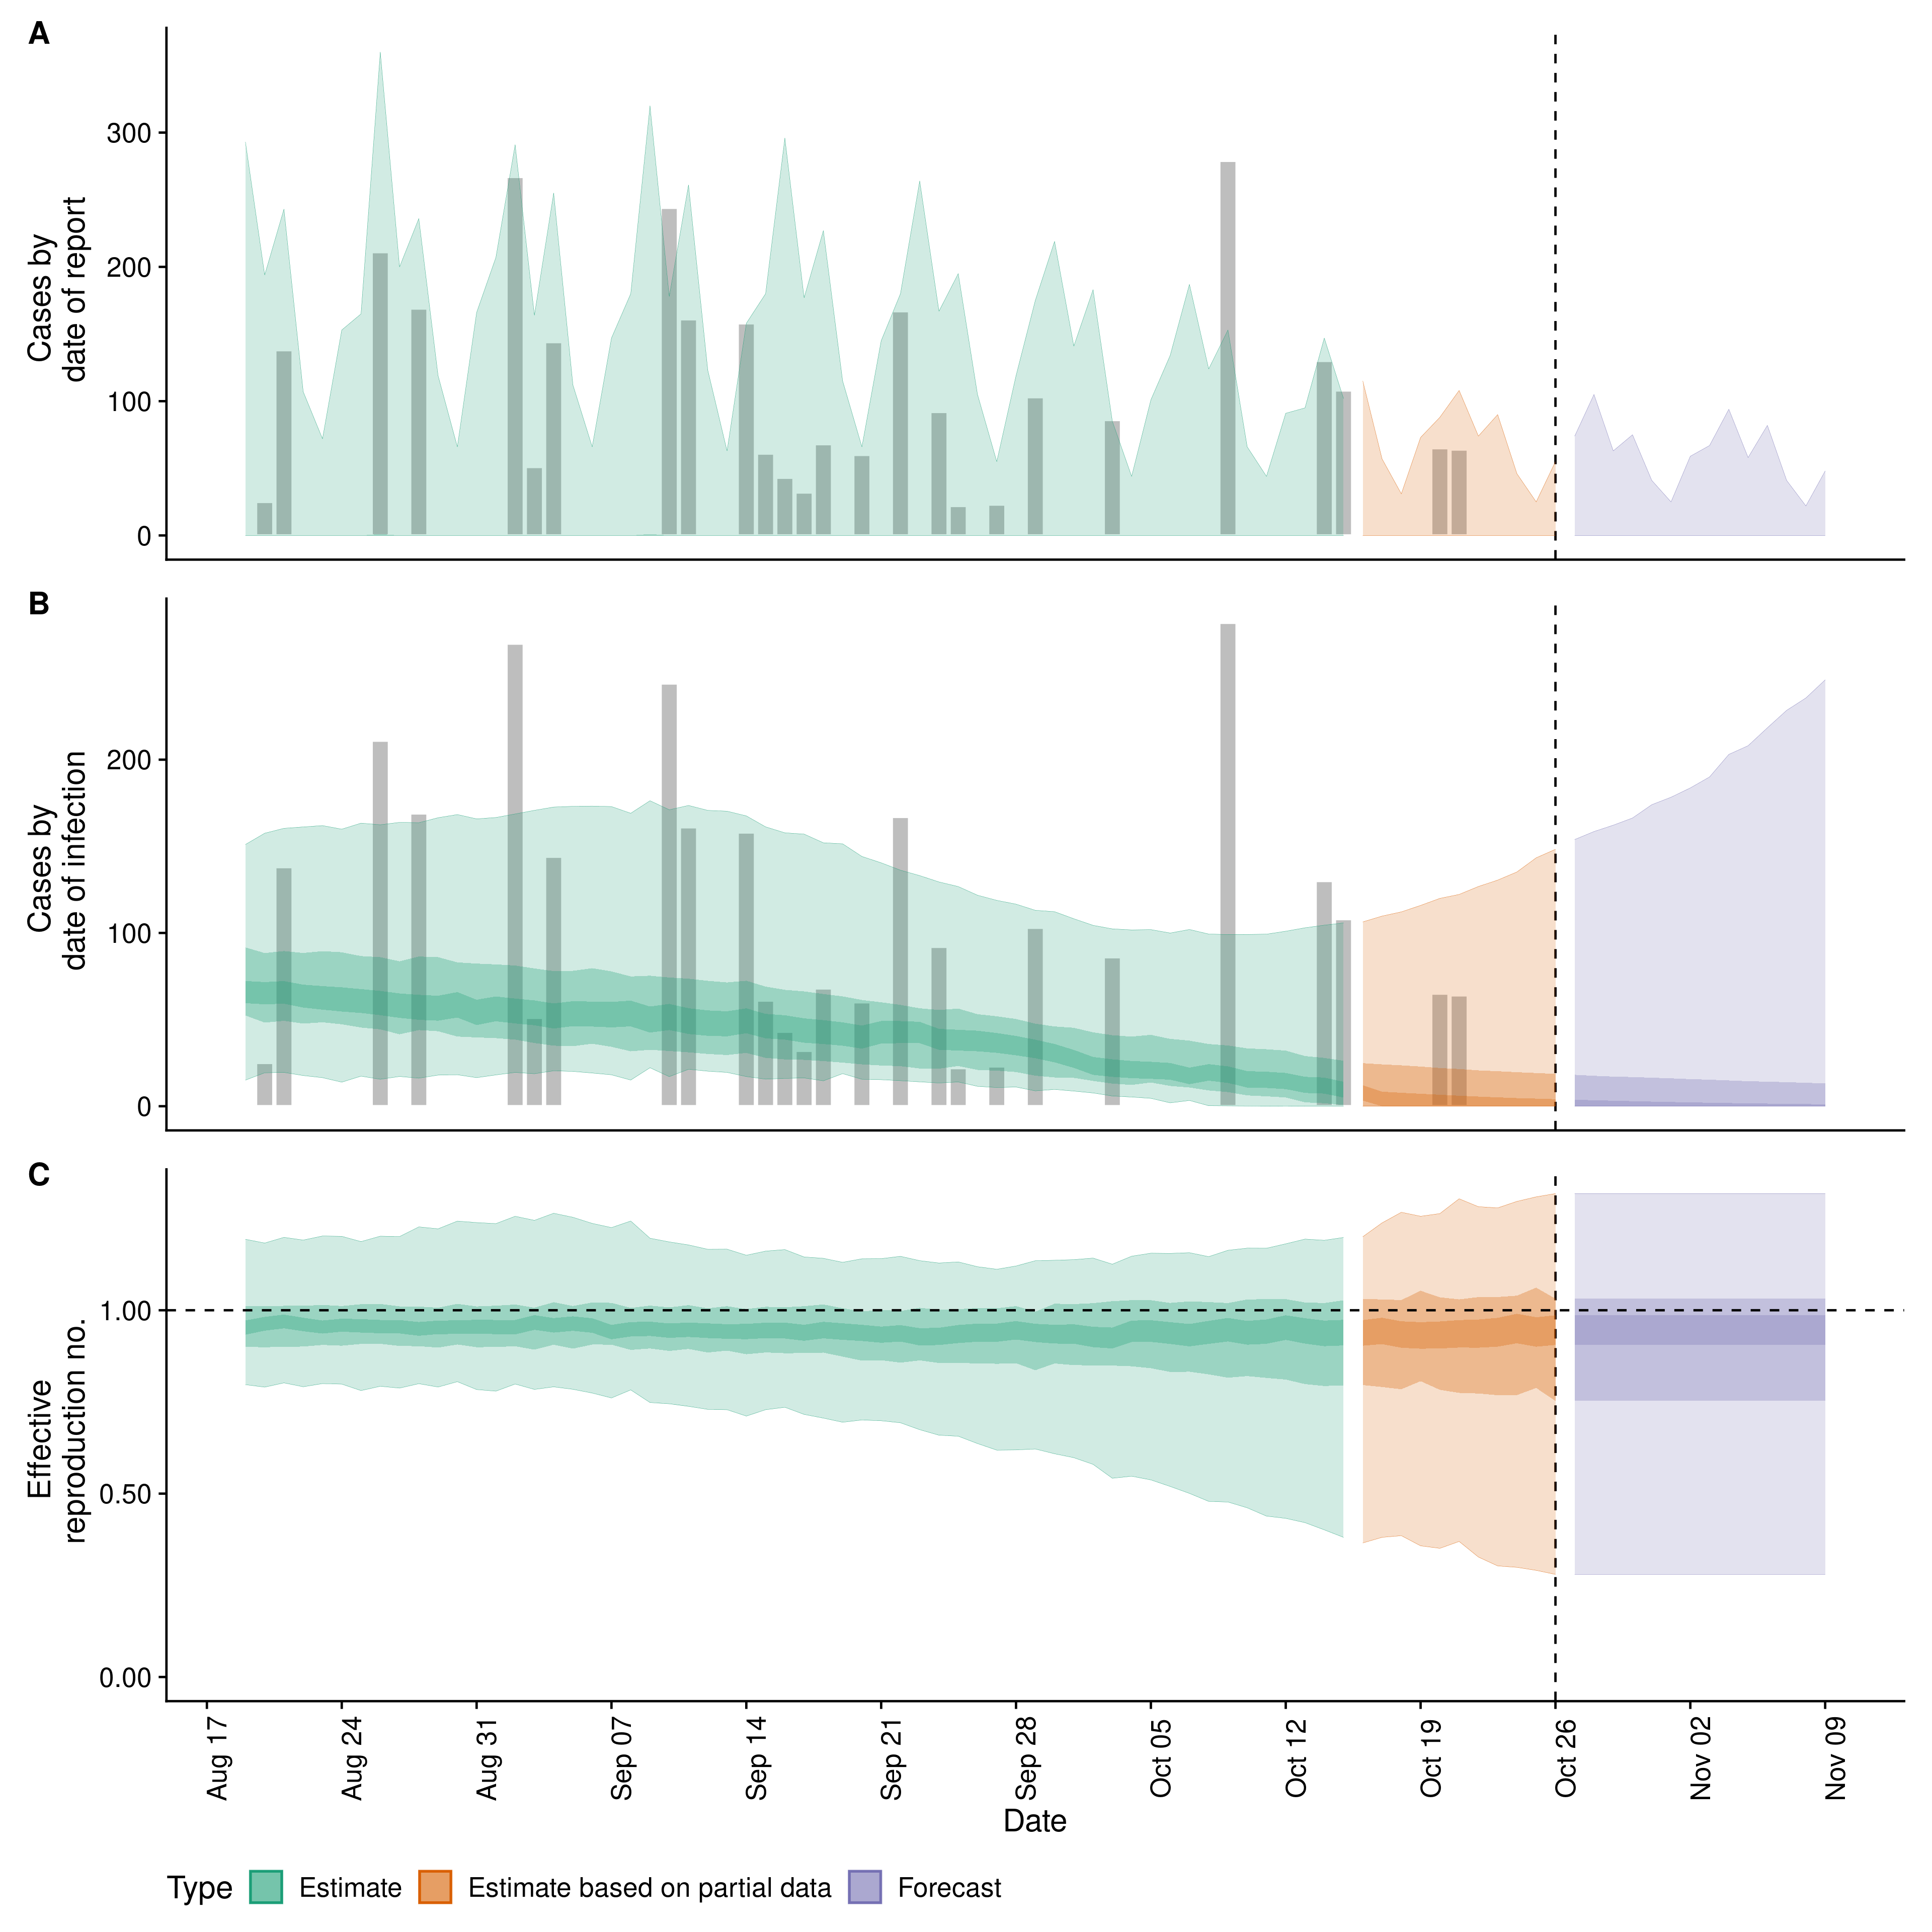 A
Cases by
date of report
300
200
100
0
B
Cases by
date of infection
200
100
0
C
Effective
reproduction no.
1.00
0.50
0.00
Aug 17
Aug 24
Aug 31
Sep 07
Sep 14
Sep 21
Sep 28
Oct 05
Oct 12
Oct 19
Oct 26
Nov 02
Nov 09
Date
Type Estimate Estimate based on partial data Forecast